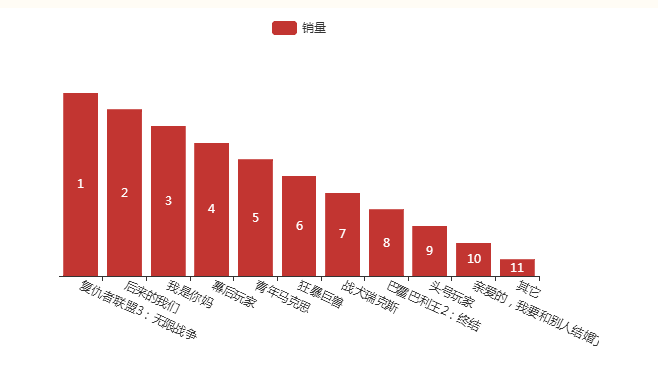 销量
1
2
3
4
5
6
7
8
9
10
11
复仇者联盟3：无限战争
后来的我们
我是你妈
幕后玩家
青年马克思
狂暴巨兽
战犬瑞克斯
巴霍巴利王2：终结
头号玩家
亲爱的，我要和别人结婚了
其它